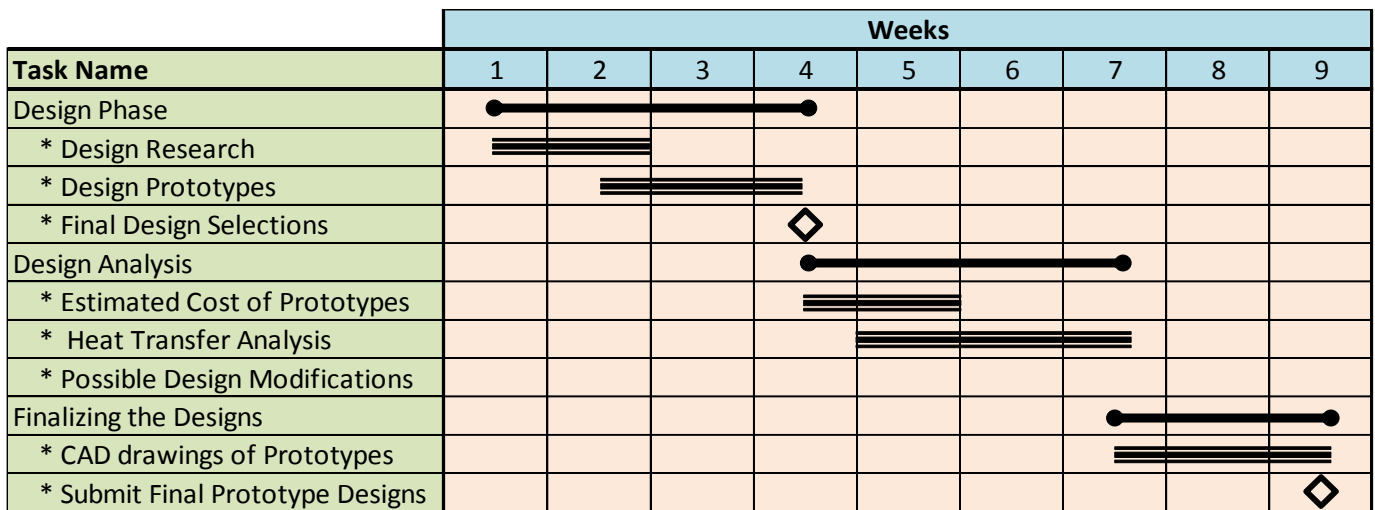 Weeks
Task Name 1 2 3 4 5 6 7 8 9
Design Phase
* Design Research
* Design Prototypes
* Final Design Selections
Design Analysis
* Estimated Cost of Prototypes
* Heat Transfer Analysis
* Possible Design Modifications
Finalizing the Designs
* CAD drawings of Prototypes
* Submit Final Prototype Designs